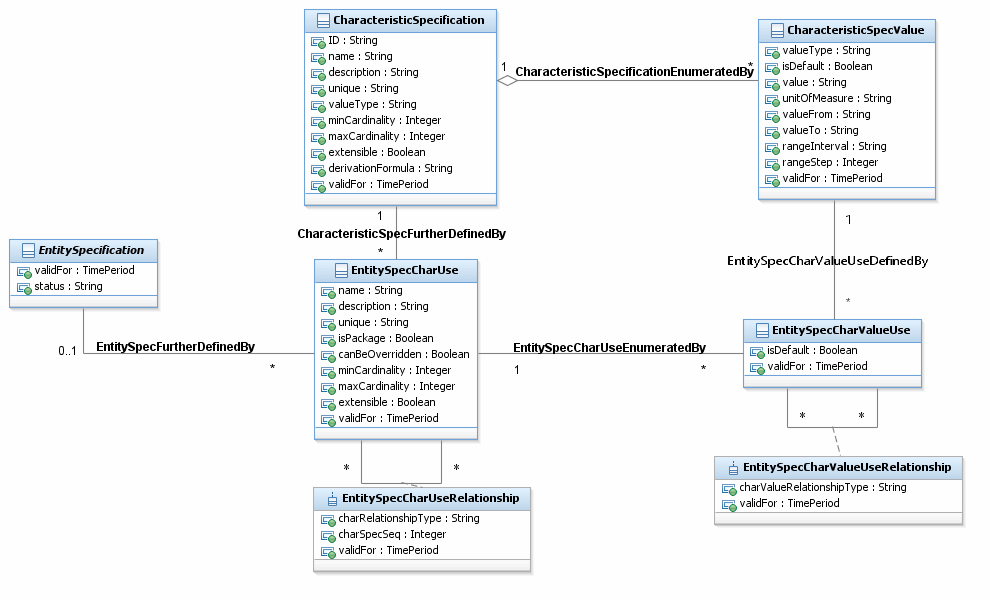 CharacteristicSpecification
ID : String
name : String
description : String
unique : String
valueType : String
minCardinality : Integer
maxCardinality : Integer
extensible : Boolean
derivationFormula : String
validFor : TimePeriod
1
CharacteristicSpecificationEnumeratedBy
*
CharacteristicSpecValue
valueType : String
isDefault : Boolean
value : String
unitOfMeasure : String
valueFrom : String
valueTo : String
rangeInterval : String
rangeStep : Integer
validFor : TimePeriod
1
CharacteristicSpecFurtherDefinedBy
*
1
EntitySpecCharValueUseDefinedBy
*
EntitySpecification
validFor : TimePeriod
status : String
0..1
EntitySpecFurtherDefinedBy
*
EntitySpecCharUse
name : String
description : String
unique : String
isPackage : Boolean
canBeOverridden : Boolean
minCardinality : Integer
maxCardinality : Integer
extensible : Boolean
validFor : TimePeriod
EntitySpecCharUseEnumeratedBy
1
*
EntitySpecCharValueUse
isDefault : Boolean
validFor : TimePeriod
* *
* *
EntitySpecCharUseRelationship
charRelationshipType : String
charSpecSeq : Integer
validFor : TimePeriod
EntitySpecCharValueUseRelationship
charValueRelationshipType : String
validFor : TimePeriod